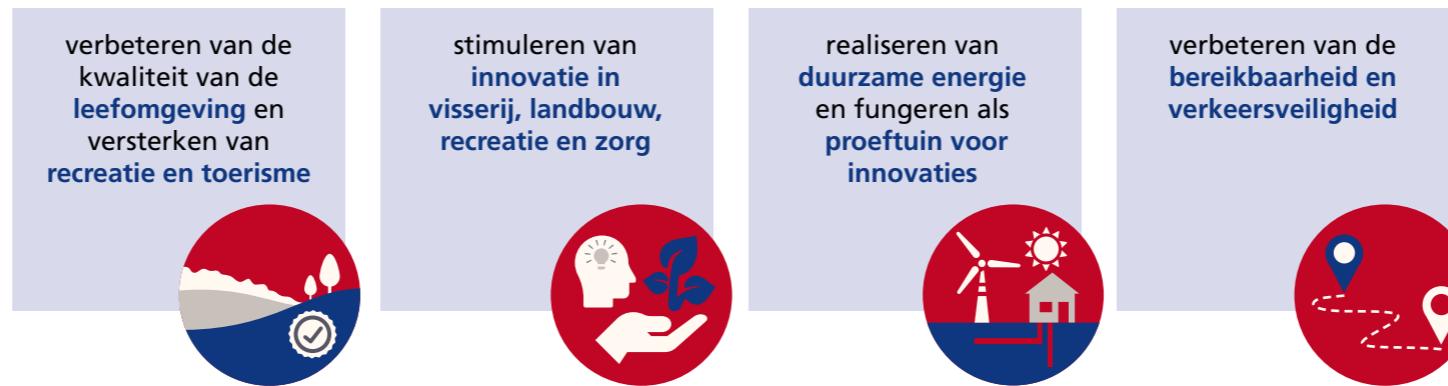 verbeteren van de
kwaliteit van de
leefomgeving en
versterken van
recreatie en toerisme
stimuleren van
innovatie in
visserij, landbouw,
recreatie en zorg
realiseren van
duurzame energie
en fungeren als
proeftuin voor
innovaties
verbeteren van de
bereikbaarheid en
verkeersveiligheid